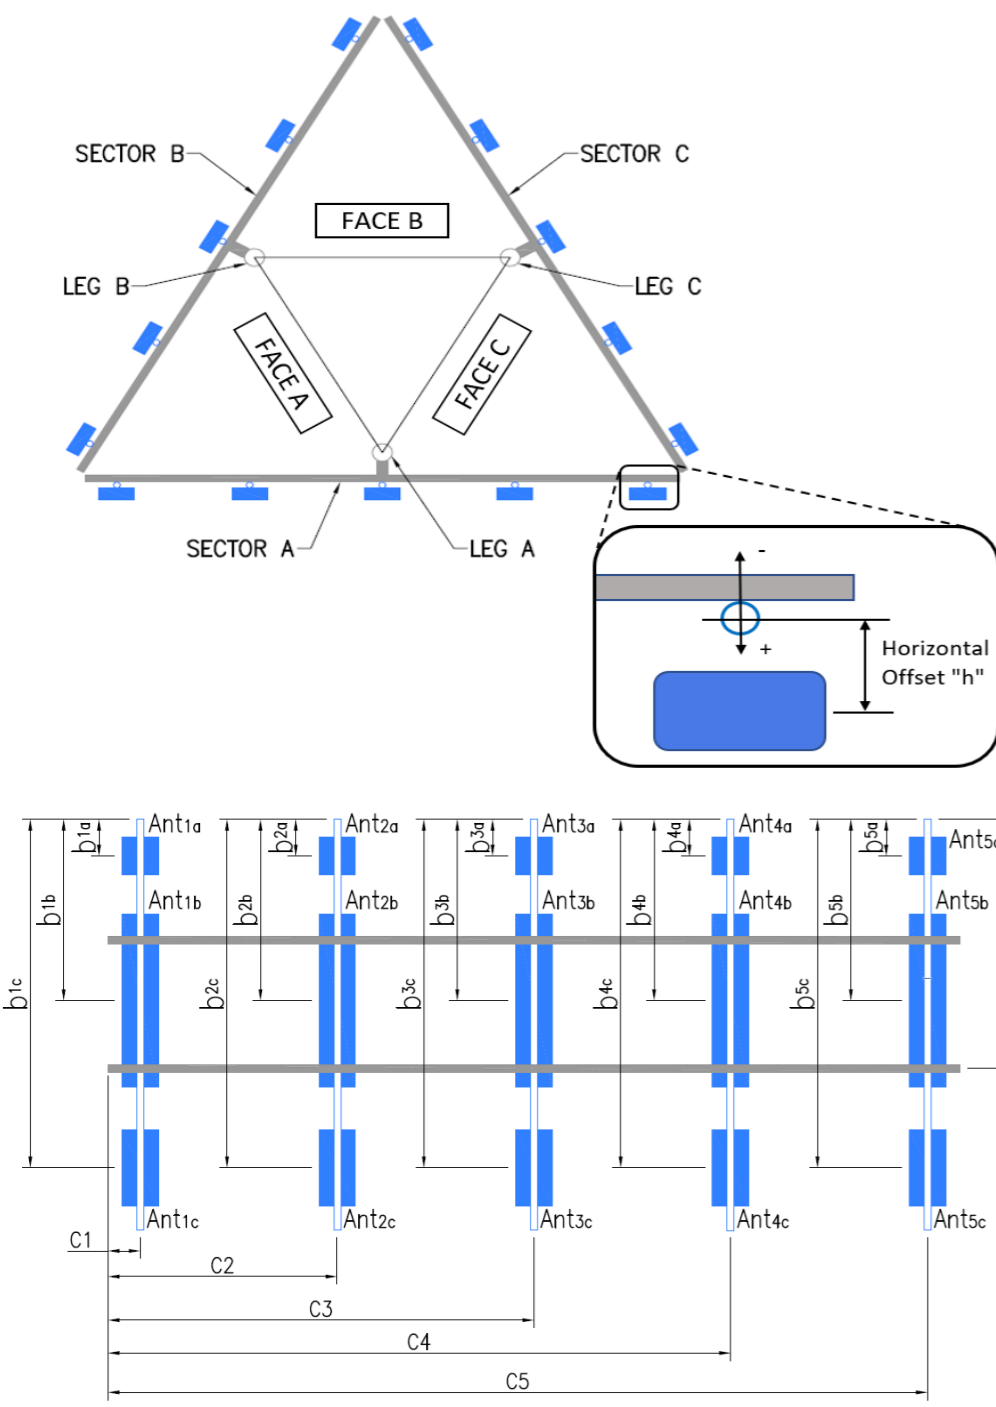 SECTOR B
SECTOR C
FACE B
LEG B
LEG C
FACE A
FACE C
SECTOR A
LEG A
-
+
Horizontal
Offset "h"
b1a
Ant1a
b2a
Ant2a
b3a
Ant3a
b4a
Ant4a
b5a
Ant5
b1b
Ant1b
b2b
Ant2b
b3b
Ant3b
b4b
Ant4b
b5b
Ant5b
b1c
b2c
b3c
b4c
b5c
Ant1c
Ant2c
Ant3c
Ant4c
Ant5c
C1
C2
C3
C4
C5